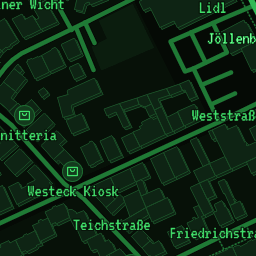 ner Wicht
Lidl
Jöllenb
Weststraß
nitteria
Westeck Kiosk
Teichstraße
Friedrichstra